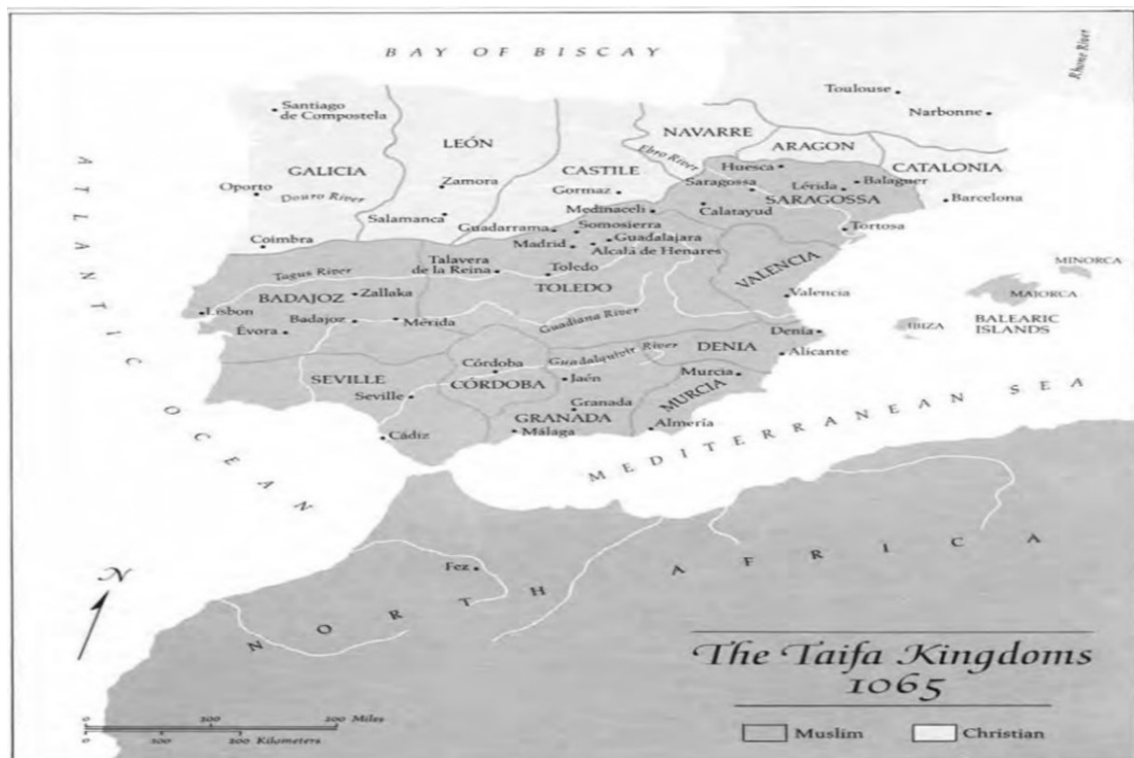 BAY OF BISCAY
Rhone River
Toulouse
Narbonne
Santiago
de Compostela
NAVARRE
LEÓN
ARAGON
Ebro River
CATALONIA
GALICIA
CASTILE
Huesca
Zamora
Saragossa
Lérida
Balaguer
Oporto
Douro River
Gormaz
SARAGOSSA
Barcelona
Salamanca
Medinaceli
Calatayud
Guadarrama
Somosierra
Tortosa
Coimbra
Madrid
Guadalajara
Alcalá de Henares
ATLANTIC OCEAN
Tagus River
Talavera
de la Reina
Toledo
VALENCIA
MINORCA
BADAJOZ
Zallaka
TOLEDO
Valencia
MAJORCA
Lisbon
Badajoz
Mérida
Guadiana River
IBIZA
BALEARIC
ISLANDS
Évora
Denia
DENIA
Alicante
Córdoba
Guadalquivir River
SEVILLE
CÓRDOBA
Jaén
Murcia
MURCIA
Seville
Granada
GRANADA
Almería
Cádiz
Málaga
MEDITERRANEAN SEA
Fez
NORTH AFRICA
N
The Taifa Kingdoms
1065
0 100 200 Miles
0 100 200 Kilometers
Muslim
Christian